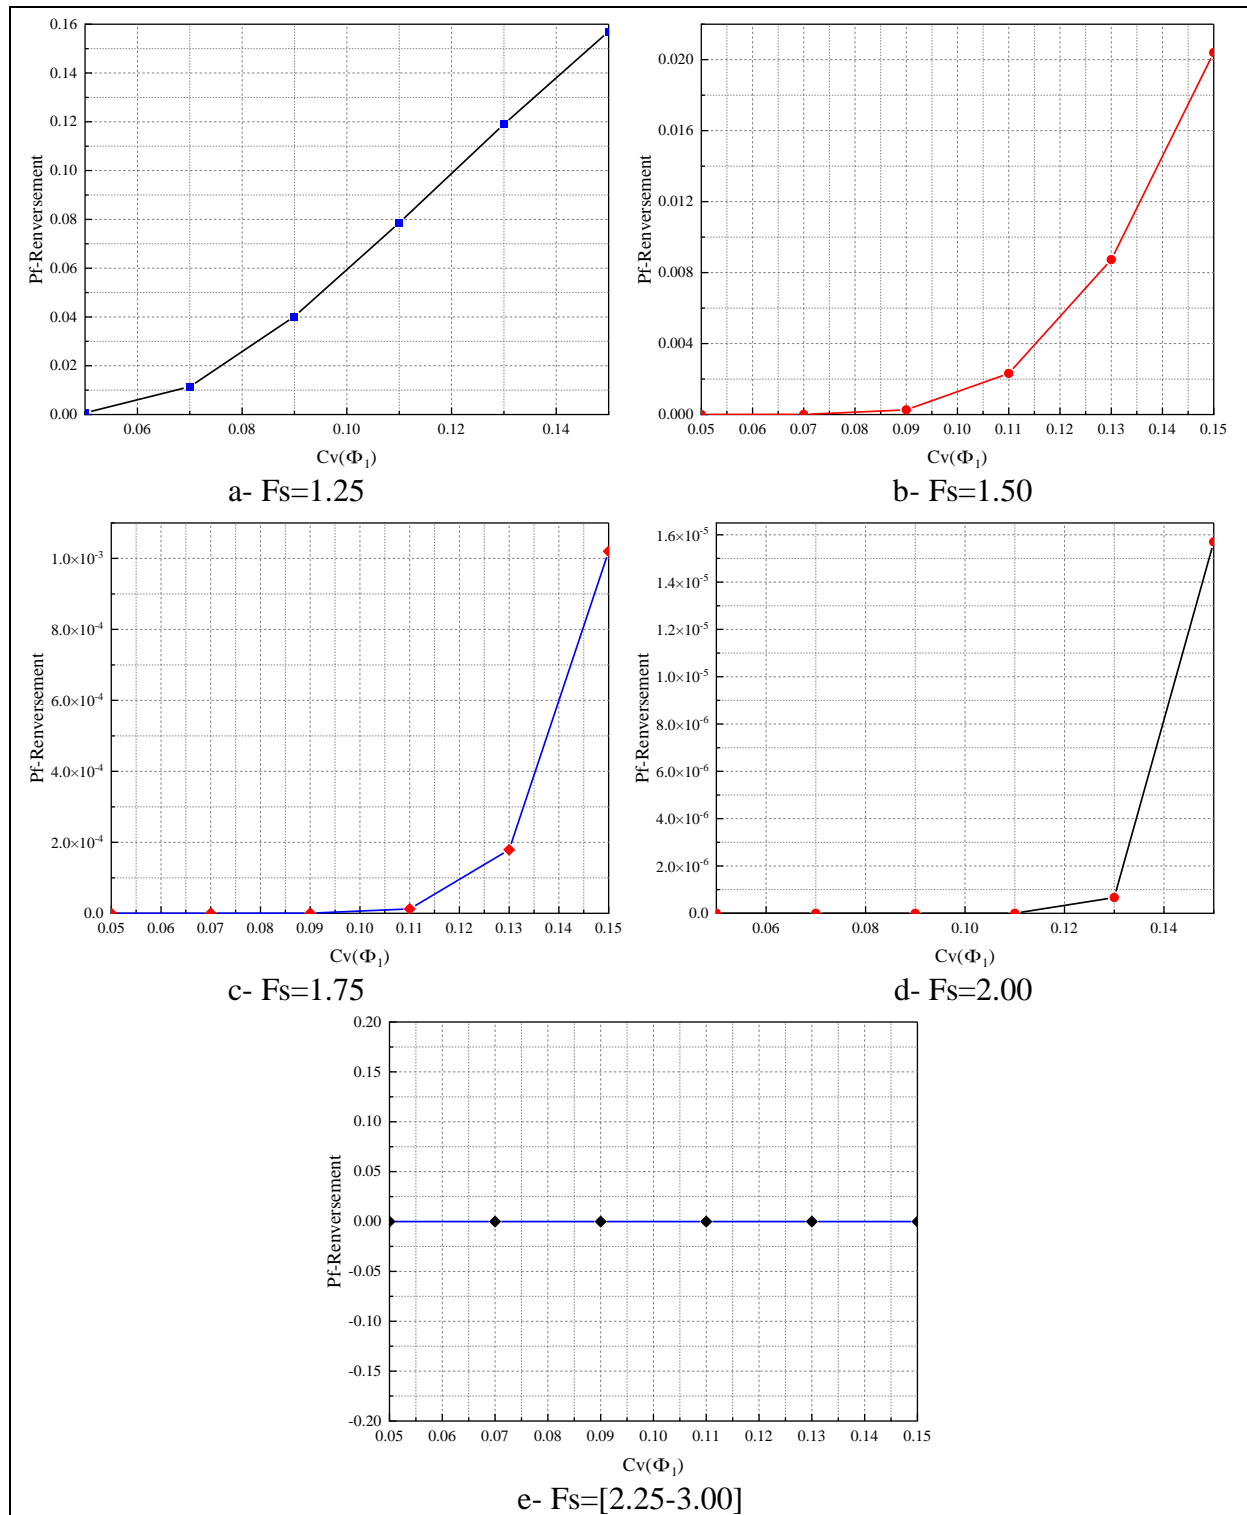 0.16
0.14
0.12
0.10
0.08
0.06
0.04
0.02
0.00
Pf-Renversement
0.06 0.08 0.10 0.12 0.14
Cv(Φ₁)
a- Fs=1.25
0.020
0.016
0.012
0.008
0.004
0.000
Pf-Renversement
0.05 0.06 0.07 0.08 0.09 0.10 0.11 0.12 0.13 0.14 0.15
Cv(Φ₁)
b- Fs=1.50
1.0×10⁻³
8.0×10⁻⁴
6.0×10⁻⁴
4.0×10⁻⁴
2.0×10⁻⁴
0.0
Pf-Renversement
0.05 0.06 0.07 0.08 0.09 0.10 0.11 0.12 0.13 0.14 0.15
Cv(Φ₁)
c- Fs=1.75
1.6×10⁻⁵
1.4×10⁻⁵
1.2×10⁻⁵
1.0×10⁻⁵
8.0×10⁻⁶
6.0×10⁻⁶
4.0×10⁻⁶
2.0×10⁻⁶
0.0
Pf-Renversement
0.06 0.08 0.10 0.12 0.14
Cv(Φ₁)
d- Fs=2.00
0.20
0.15
0.10
0.05
0.00
-0.05
-0.10
-0.15
-0.20
Pf-Renversement
0.05 0.06 0.07 0.08 0.09 0.10 0.11 0.12 0.13 0.14 0.15
Cv(Φ₁)
e- Fs=[2.25-3.00]